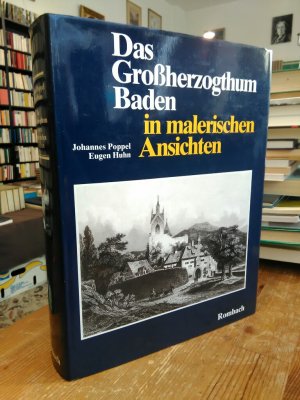 Das
Großherzogthum
Baden
in malerischen
Johannes Poppel
Eugen Huhn
Ansichten
Rombach